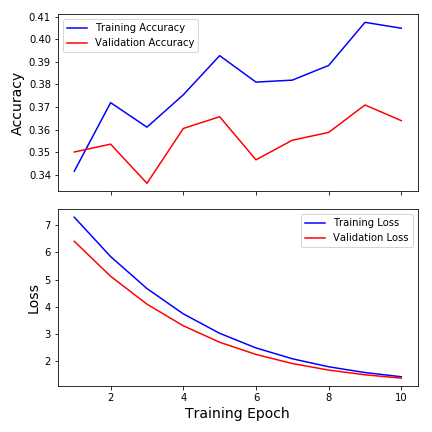 0.41
0.40
0.39
0.38
0.37
0.36
0.35
0.34
Accuracy
Training Accuracy
Validation Accuracy
7
6
5
4
3
2
Loss
Training Loss
Validation Loss
2 4 6 8 10
Training Epoch